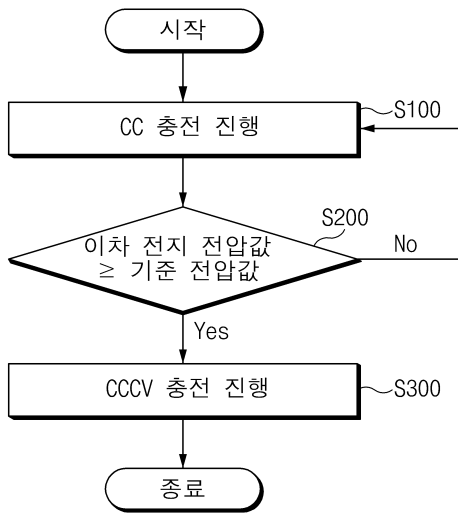 시작
CC 충전 진행
S100
S200
이차 전지 전압값
≥ 기준 전압값
No
Yes
CCCV 충전 진행
S300
종료